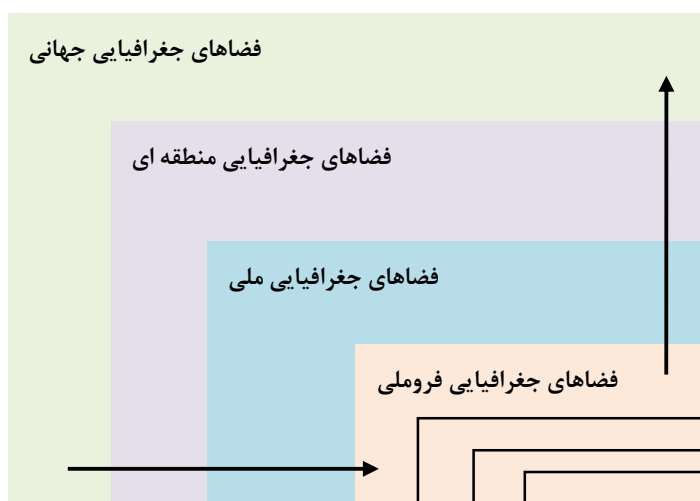 فضاهای جغرافیایی جهانی
فضاهای جغرافیایی منطقه ای
فضاهای جغرافیایی ملی
فضاهای جغرافیایی فروملی